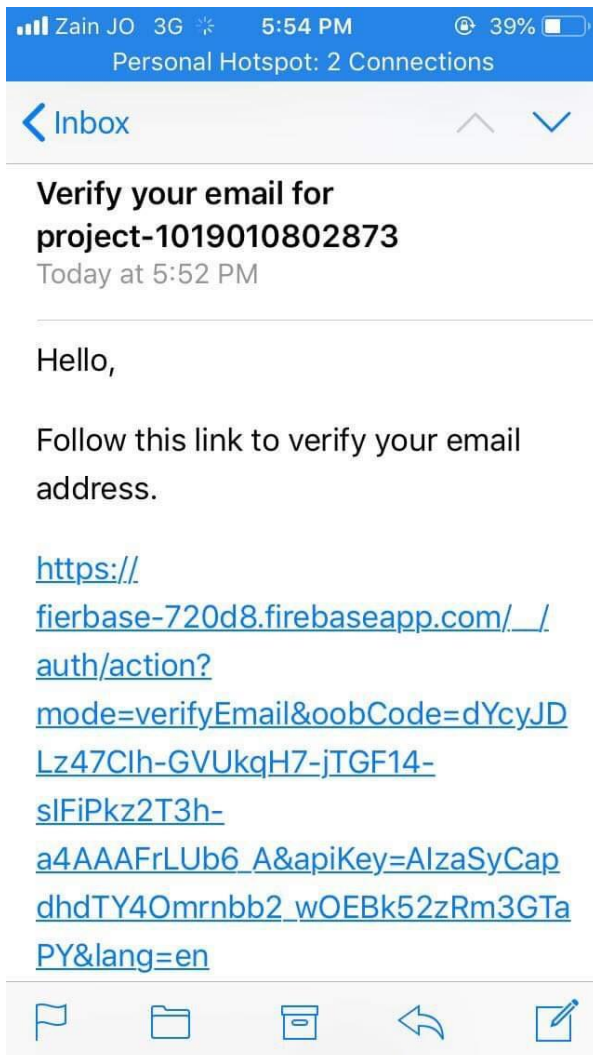 Zain JO 3G 5:54 PM 39%
Personal Hotspot: 2 Connections
Inbox
Verify your email for
project-1019010802873
Today at 5:52 PM
Hello,
Follow this link to verify your email
address.
https://
fierbase-720d8.firebaseapp.com/__/
auth/action?
mode=verifyEmail&oobCode=dYcyJD
Lz47CIh-GVUkqH7-jTGF14-
sIFiPkz2T3h-
a4AAAFrLUb6_A&apiKey=AIzaSyCap
dhdTY4Omrnbb2_wOEBk52zRm3GTa
PY&lang=en